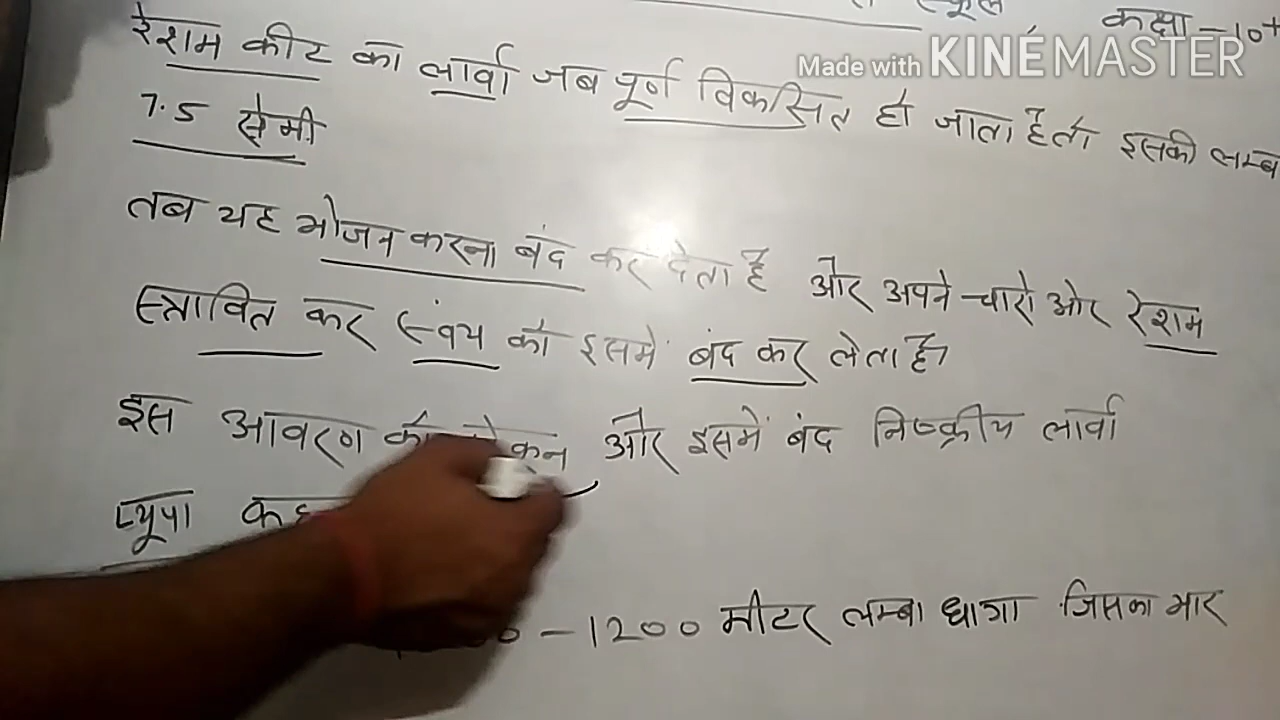 स्कूल कक्षा - 10+
Made with KINEMASTER
रेशम कीट का लार्वा जब पूर्ण विकसित हो जाता है तो इसकी लम्ब
7.5 सेमी
तब यह भोजन करना बंद कर देता है और अपने चारो ओर रेशम
स्त्रावित कर स्वंय को इसमें बंद कर लेता है।
इस आवरण को और इसमें बंद निष्क्रीय लार्वा
प्यूपा
- 1200 मीटर लम्बा धागा जिसका भार